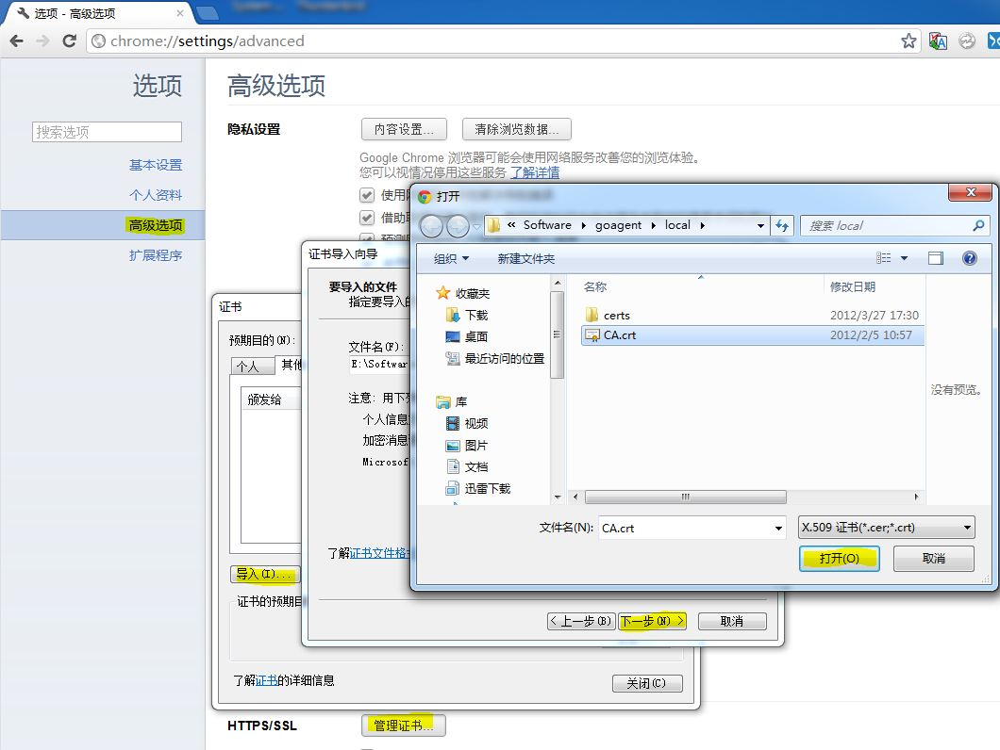 选项 - 高级选项
chrome://settings/advanced
选项
搜索选项
基本设置
个人资料
高级选项
扩展程序
高级选项
隐私设置
内容设置...
清除浏览数据...
Google Chrome 浏览器可能会使用网络服务改善您的浏览体验。
您可以视情况停用这些服务 了解详情
使用
借助
预测
证书
预期目的(N):
个人
其他
颁发给
导入(I)...
证书的预期目
了解证书的详细信息
关闭(C)
证书导入向导
要导入的文件
指定要导入的
文件名(F):
E:\Softwar
注意: 用下
个人信息
加密消息
Microsof
了解证书文件格
< 上一步(B)
下一步(N) >
取消
打开
« Software goagent local
搜索 local
组织
新建文件夹
收藏夹
下载
桌面
最近访问的位置
库
视频
图片
文档
迅雷下载
名称
修改日期
certs
2012/3/27 17:30
CA.crt
2012/2/5 10:57
没有预览。
文件名(N):
CA.crt
X.509 证书(*.cer;*.crt)
打开(O)
取消
HTTPS/SSL
管理证书...